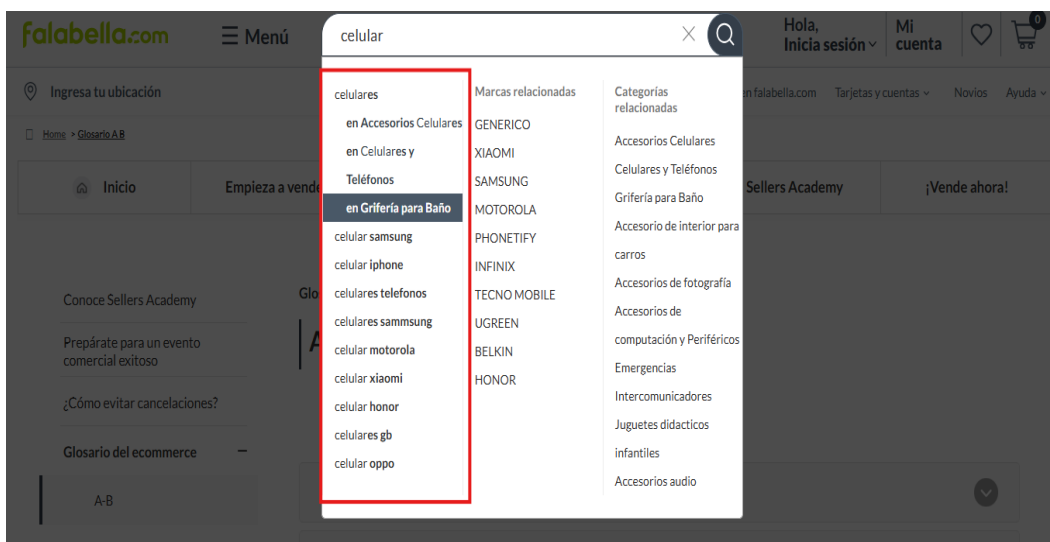 falabella.com
Menú
celular
Hola,
Inicia sesión
Mi
cuenta
0
Ingresa tu ubicación
en falabella.com
Tarjetas y cuentas
Novios
Ayuda
Home > Glosario A B
Inicio
Empieza a vende
Sellers Academy
¡Vende ahora!
celulares
en Accesorios Celulares
en Celulares y
Teléfonos
en Grifería para Baño
celular samsung
celular iphone
celulares telefonos
celulares sammsung
celular motorola
celular xiaomi
celular honor
celulares gb
celular oppo
Marcas relacionadas
GENERICO
XIAOMI
SAMSUNG
MOTOROLA
PHONETIFY
INFINIX
TECNO MOBILE
UGREEN
BELKIN
HONOR
Categorías
relacionadas
Accesorios Celulares
Celulares y Teléfonos
Grifería para Baño
Accesorio de interior para
carros
Accesorios de fotografía
Accesorios de
computación y Periféricos
Emergencias
Intercomunicadores
Juguetes didacticos
infantiles
Accesorios audio
Conoce Sellers Academy
Prepárate para un evento
comercial exitoso
¿Cómo evitar cancelaciones?
Glosario del ecommerce
A-B
Glo
A